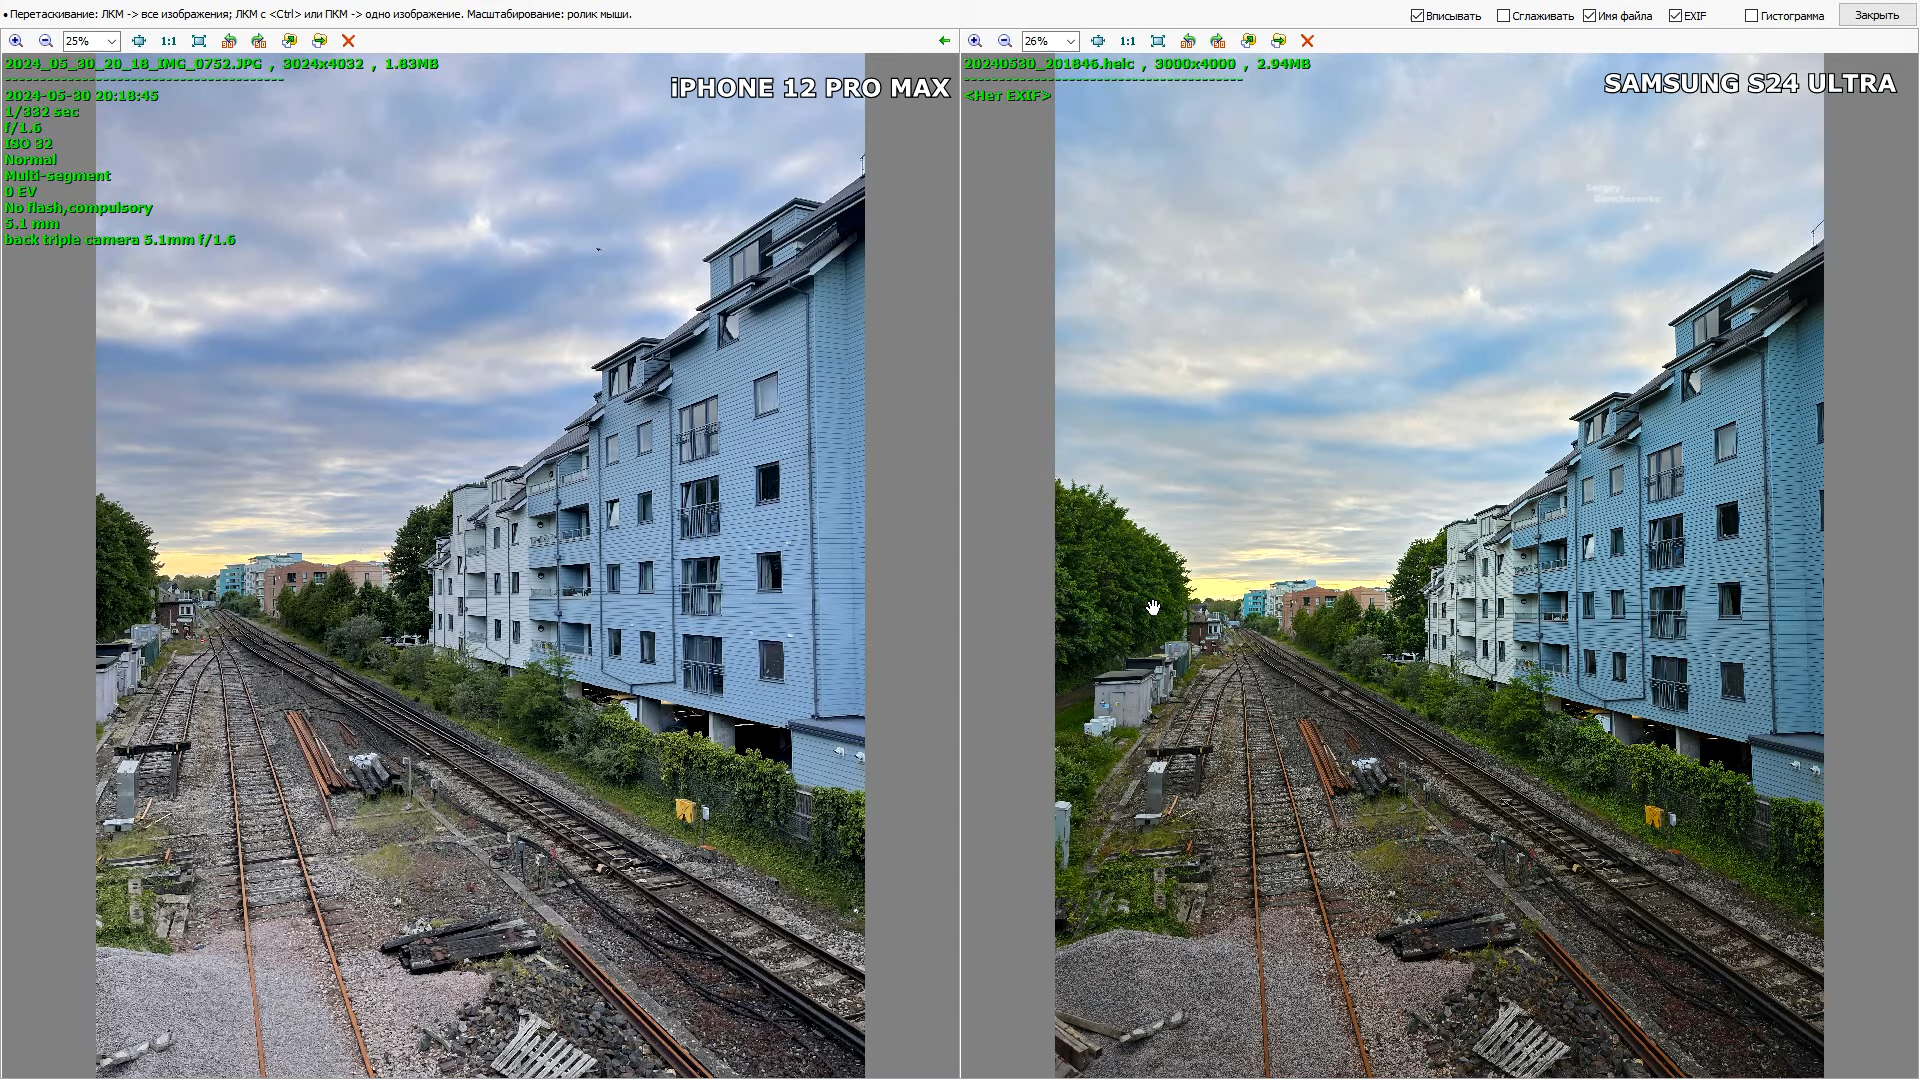 •Перетаскивание: ЛКМ -> все изображения; ЛКМ с <Ctrl> или ПКМ -> одно изображение. Масштабирование: ролик мыши.
Вписывать
Сглаживать
Имя файла
EXIF
Гистограмма
Закрыть
25%
1:1
26%
1:1
2024_05_30_20_18_IMG_0752.JPG , 3024x4032 , 1.83MB
------------------------------------
2024-05-30 20:18:45
1/332 sec
f/1.6
ISO 32
Normal
Multi-segment
0 EV
No flash,compulsory
5.1 mm
back triple camera 5.1mm f/1.6
iPHONE 12 PRO MAX
20240530_201846.heic , 3000x4000 , 2.94MB
------------------------------------
<Нет EXIF>
SAMSUNG S24 ULTRA
Sergey
Goncharenko